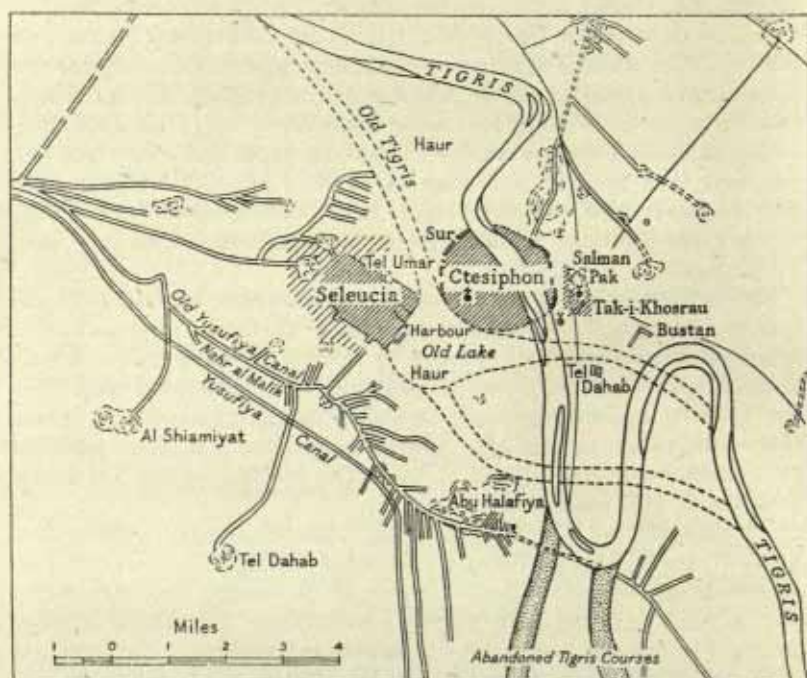 TIGRIS
Old Tigris
Haur
Sur
Tel Umar
Ctesiphon
Salman
Pak
Seleucia
Tak-i-Khosrau
Harbour
Bustan
Old Lake
Haur
Tel
Dahab
Old Yusufiya Canal
Nahr al Malik
Yusufiya
Canal
Al Shiamiyat
Abu Halafiya
Tel Dahab
TIGRIS
Miles
1 0 1 2 3 4
Abandoned Tigris Courses